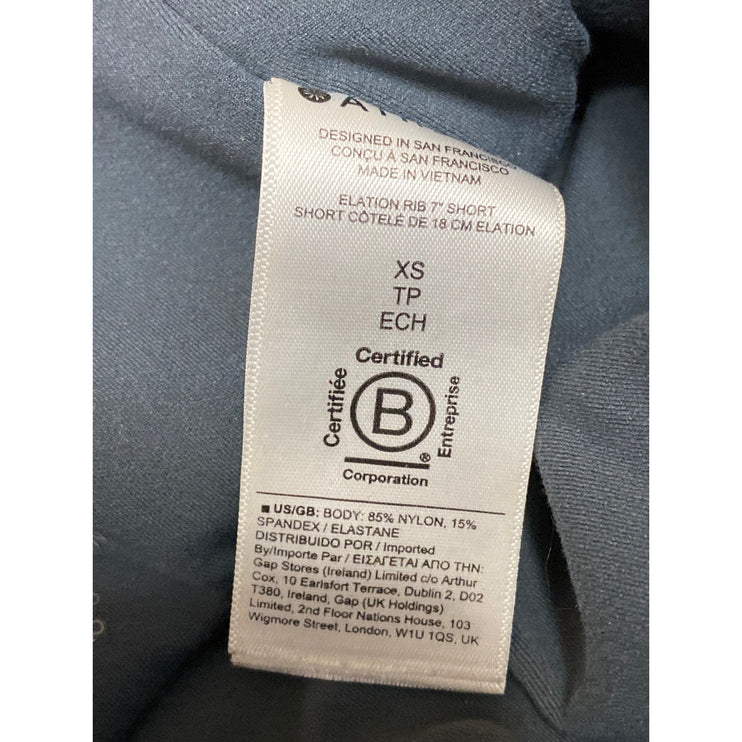 DESIGNED IN SAN FRANCISCO
CONÇU À SAN FRANCISCO
MADE IN VIETNAM
ELATION RIB 7" SHORT
SHORT CÔTELÉ DE 18 CM ELATION
XS
TP
ECH
Certified
Certifiée
B
Entreprise
®
Corporation
■ US/GB: BODY: 85% NYLON, 15%
SPANDEX / ELASTANE
DISTRIBUIDO POR / Imported
By/Importe Par / ΕΙΣΑΓΕΤΑΙ ΑΠΟ ΤΗΝ:
Gap Stores (Ireland) Limited c/o Arthur
Cox, 10 Earlsfort Terrace, Dublin 2, D02
T380, Ireland, Gap (UK Holdings)
Limited, 2nd Floor Nations House, 103
Wigmore Street, London, W1U 1QS, UK